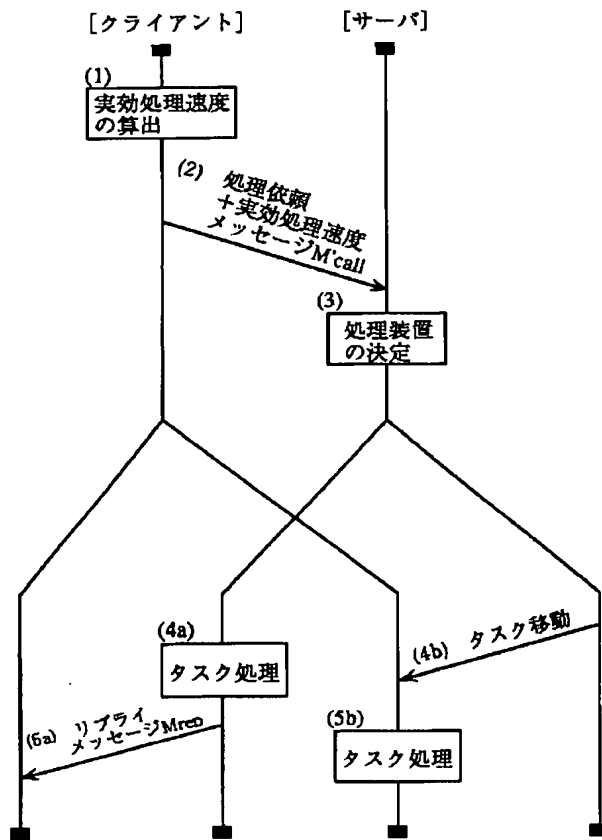 [クライアント]
[サーバ]
(1)
実効処理速度
の算出
(2)
処理依頼
+実効処理速度
メッセージM'call
(3)
処理装置
の決定
(4a)
タスク処理
(4b)
タスク移動
(5a)
リプライ
メッセージMrep
(5b)
タスク処理